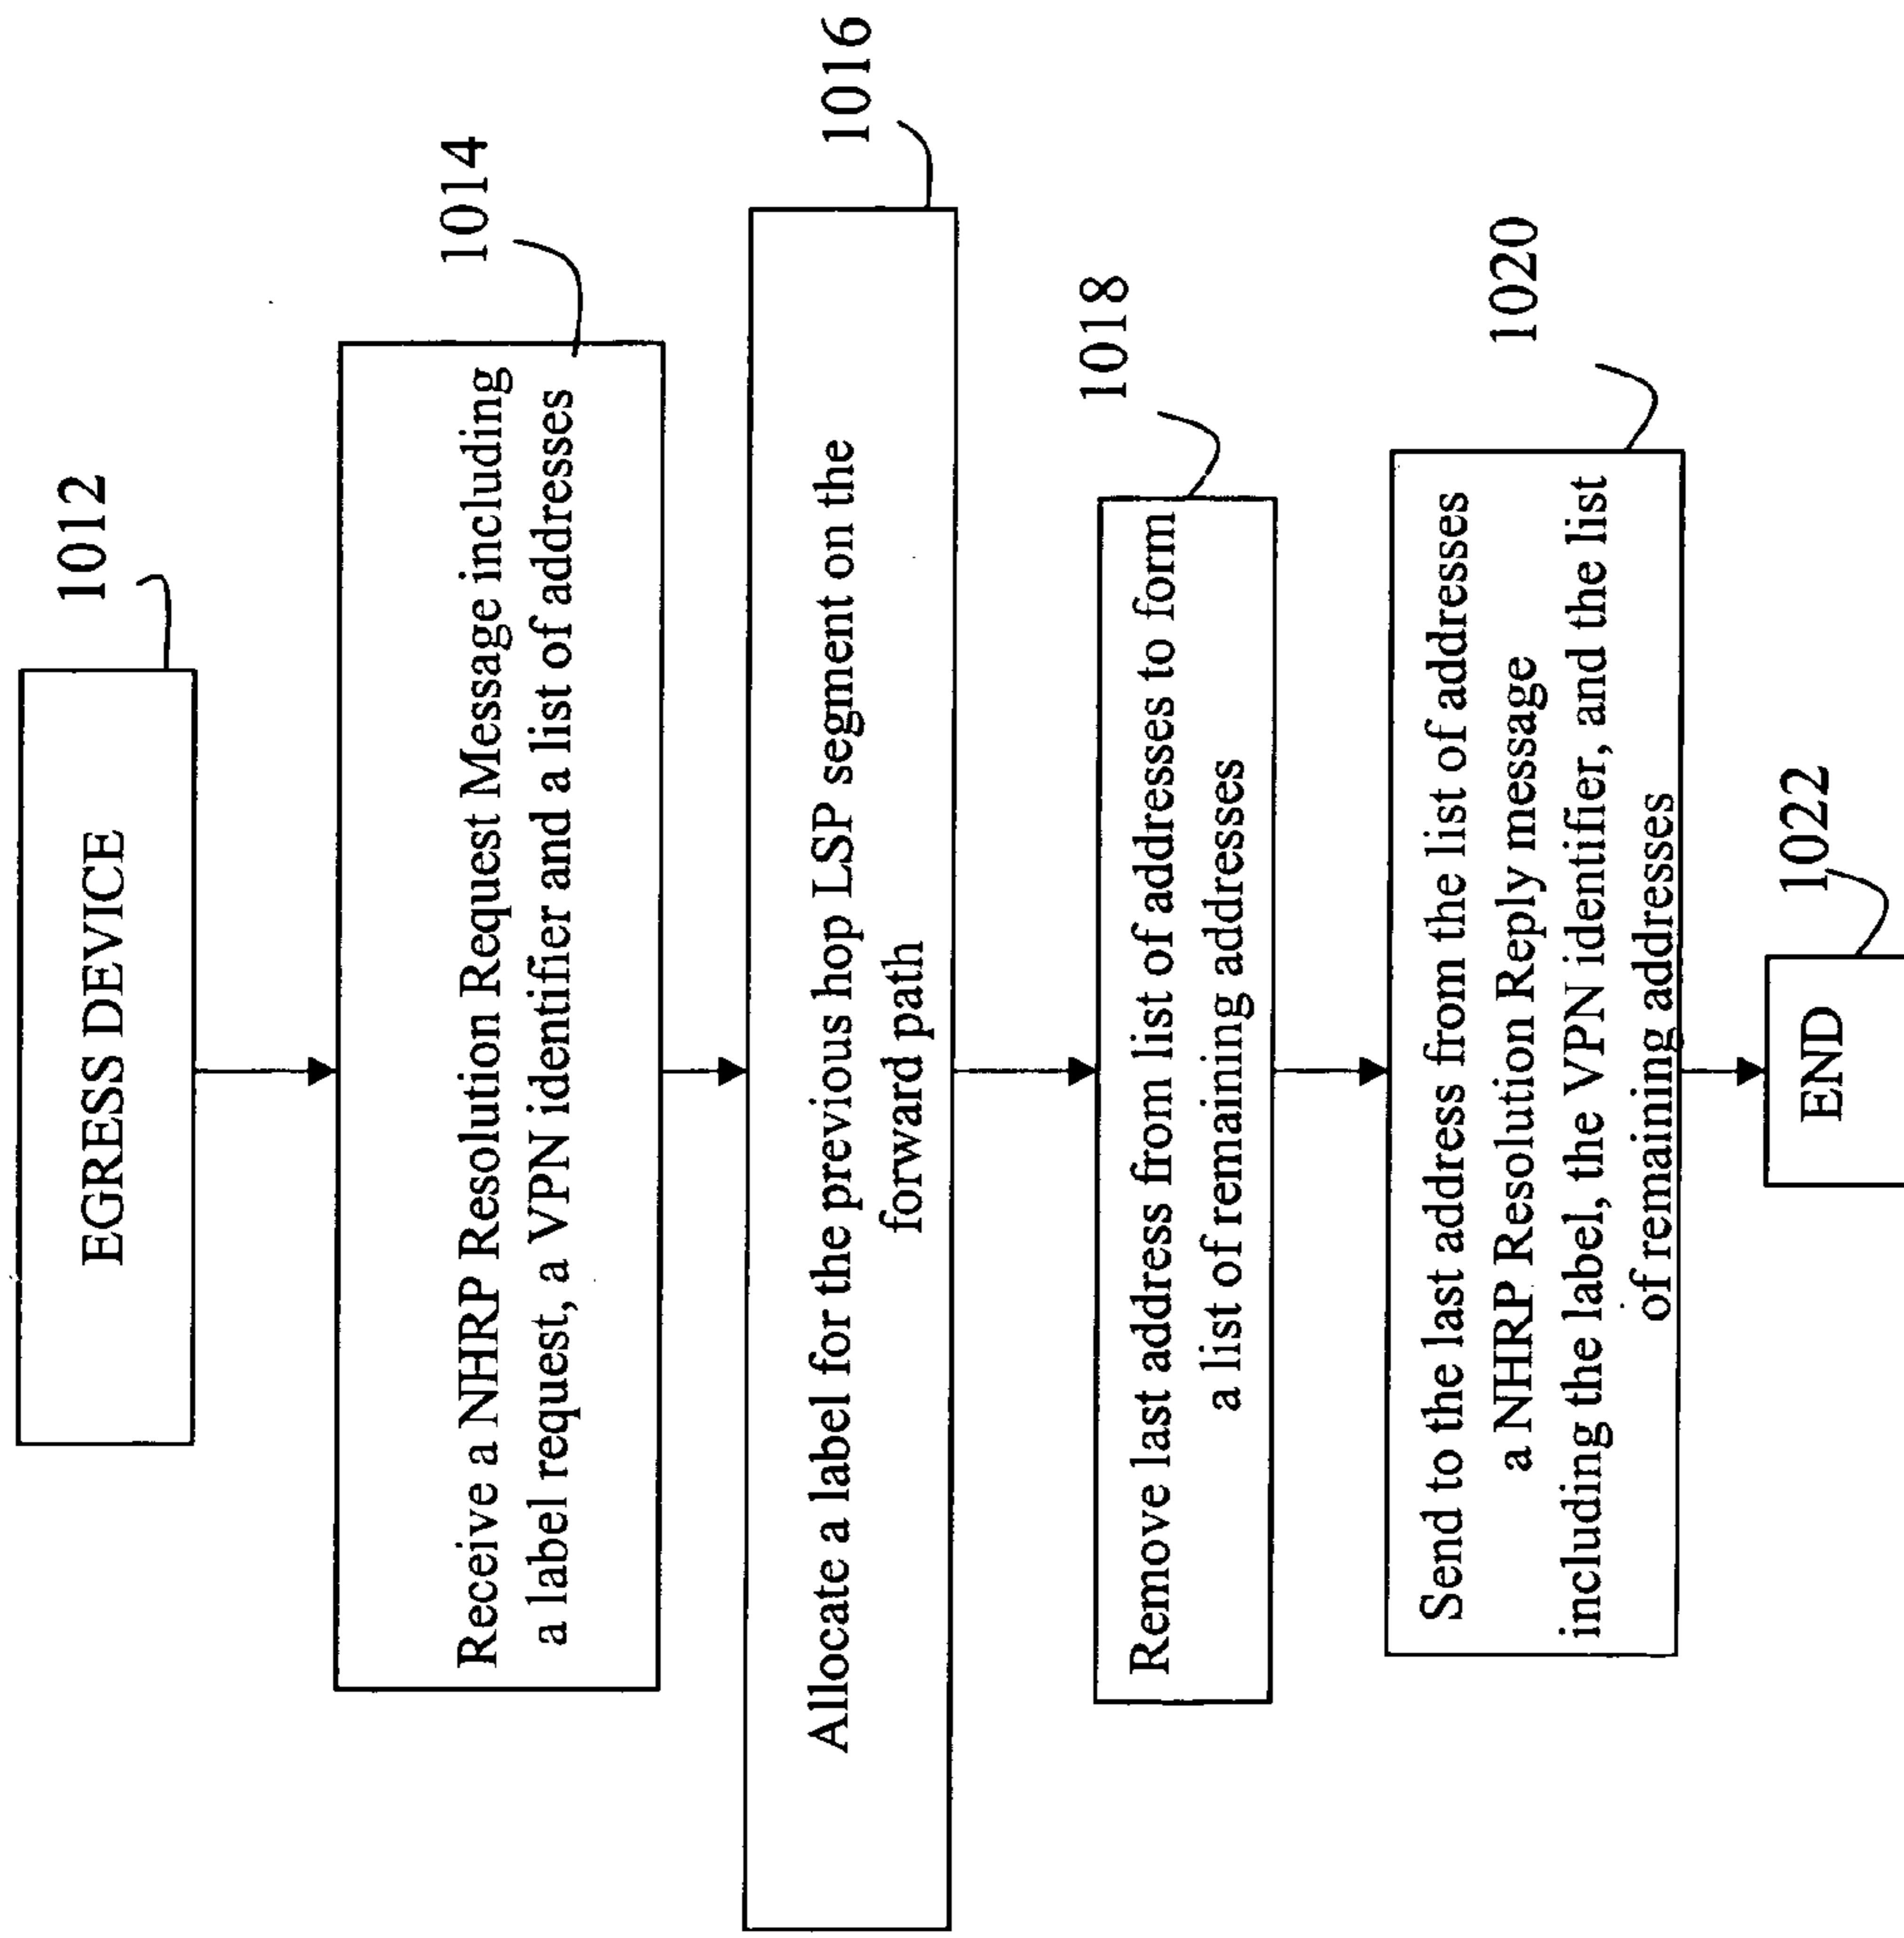 EGRESS DEVICE
1012
Receive a NHRP Resolution Request Message including
a label request, a VPN identifier and a list of addresses
1014
Allocate a label for the previous hop LSP segment on the
forward path
1016
Remove last address from list of addresses to form
a list of remaining addresses
1018
Send to the last address from the list of addresses
a NHRP Resolution Reply message
including the label, the VPN identifier, and the list
of remaining addresses
1020
END
1022